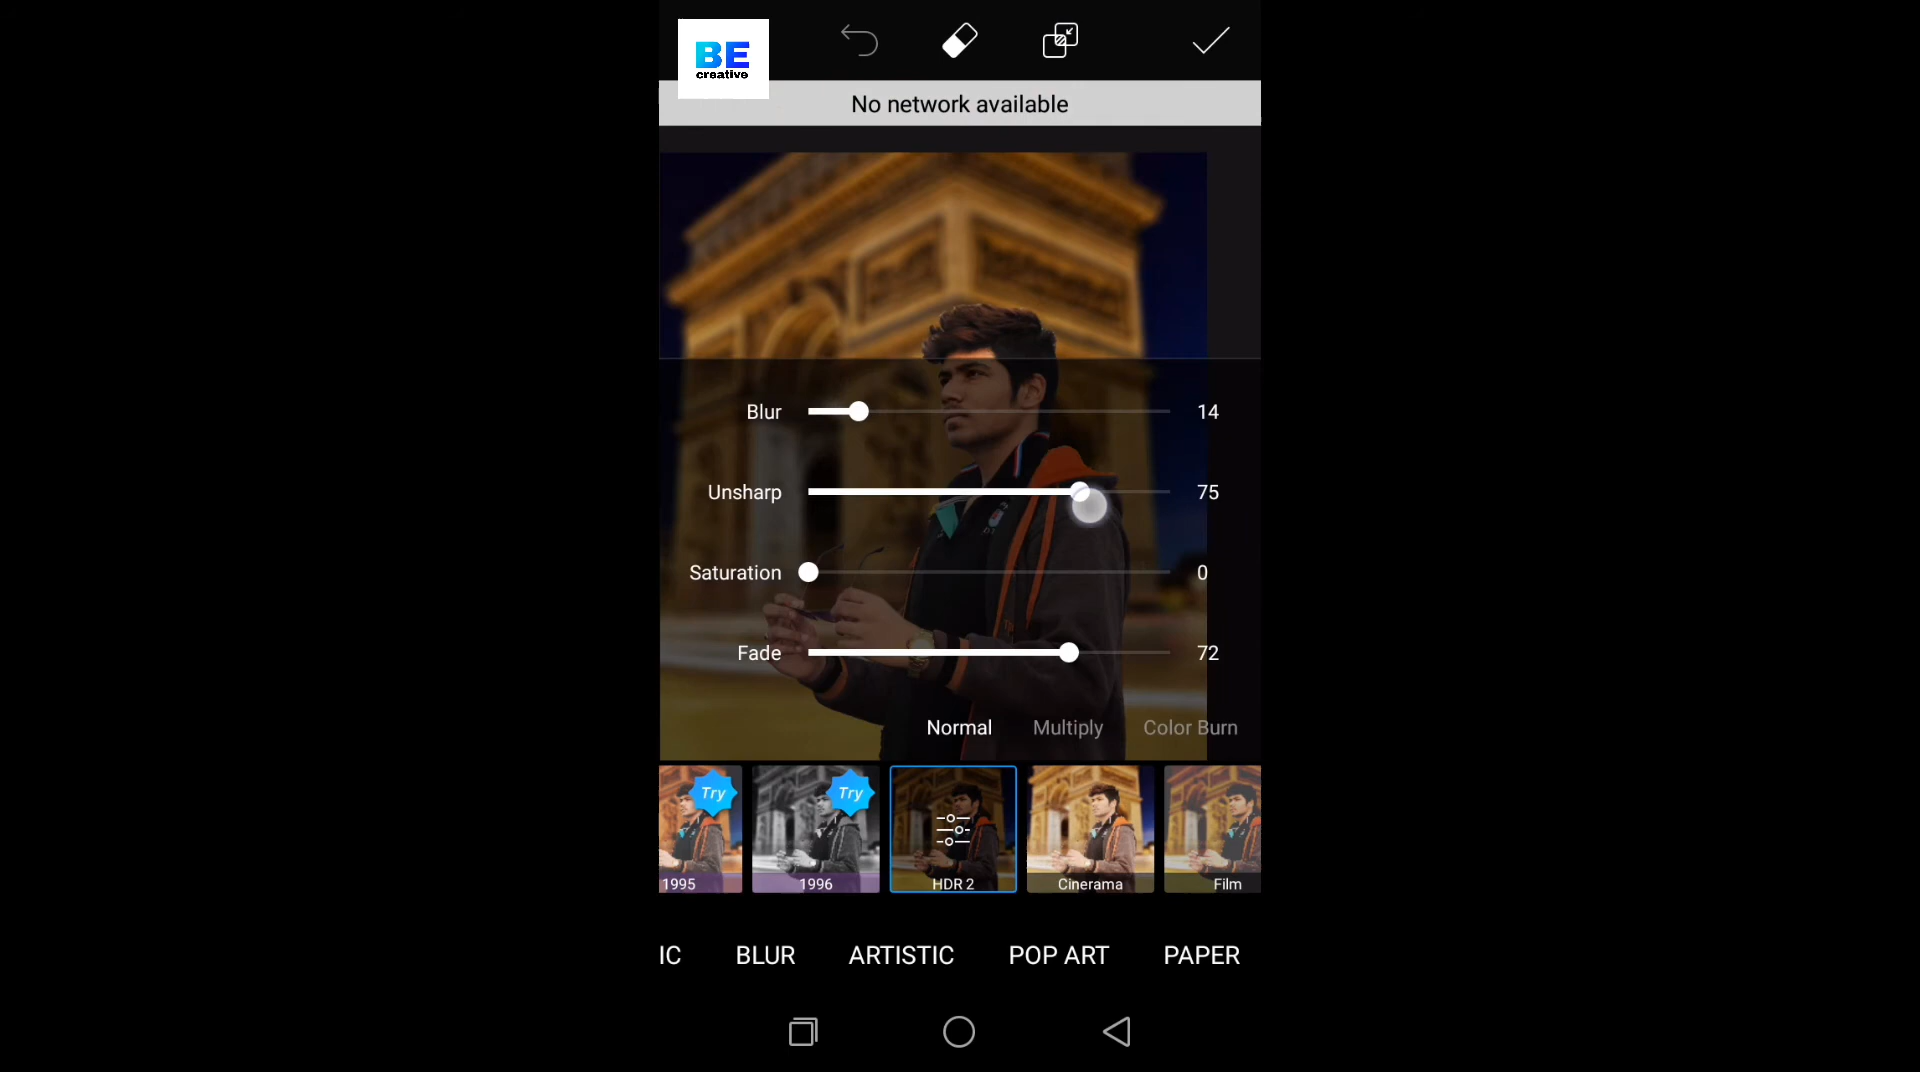 BE
creative
No network available
Blur 14
Unsharp 75
Saturation 0
Fade 72
Normal Multiply Color Burn
Try Try
1995 1996 HDR 2 Cinerama Film
IC BLUR ARTISTIC POP ART PAPER